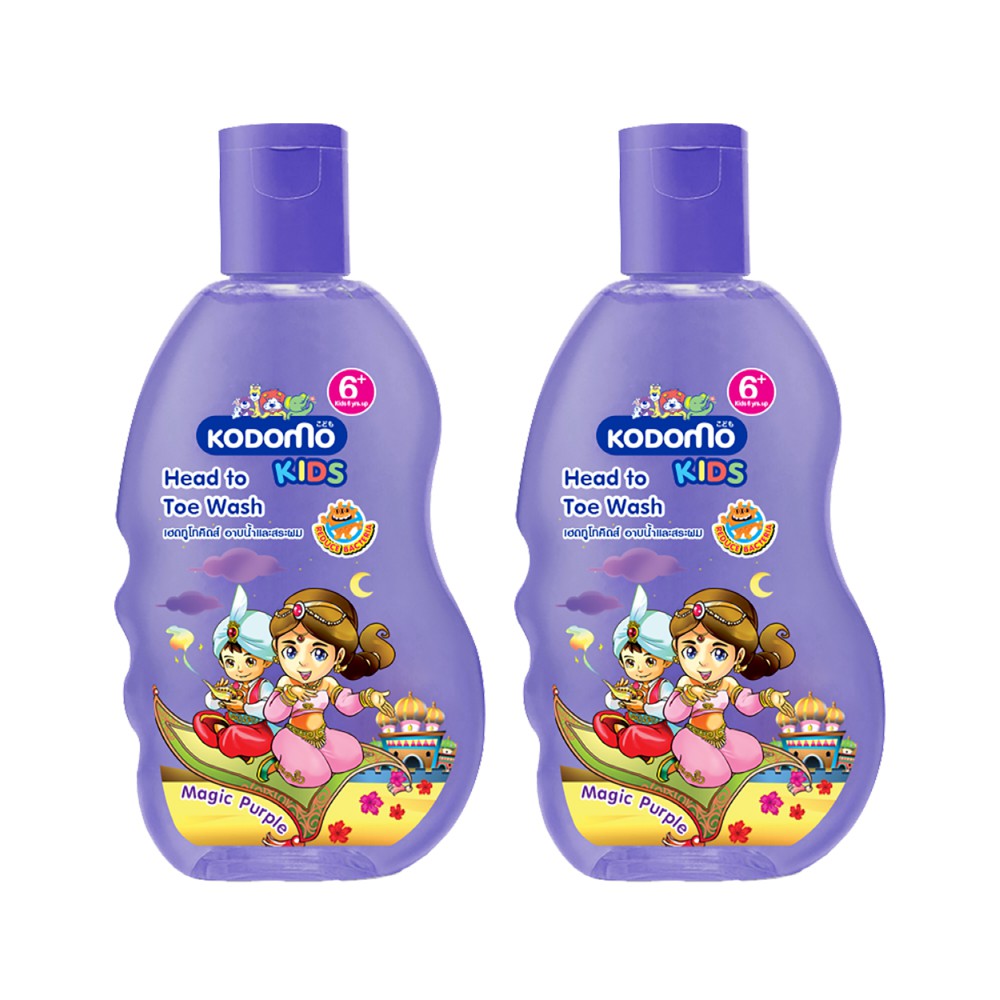 6+
Kids 6 yrs. up
こども
KODOMO
KIDS
Head to
Toe Wash
เฮดทูโทคิดส์ อาบน้ำและสระผม
REDUCE BACTERIA
Magic Purple
6+
Kids 6 yrs. up
こども
KODOMO
KIDS
Head to
Toe Wash
เฮดทูโทคิดส์ อาบน้ำและสระผม
REDUCE BACTERIA
Magic Purple